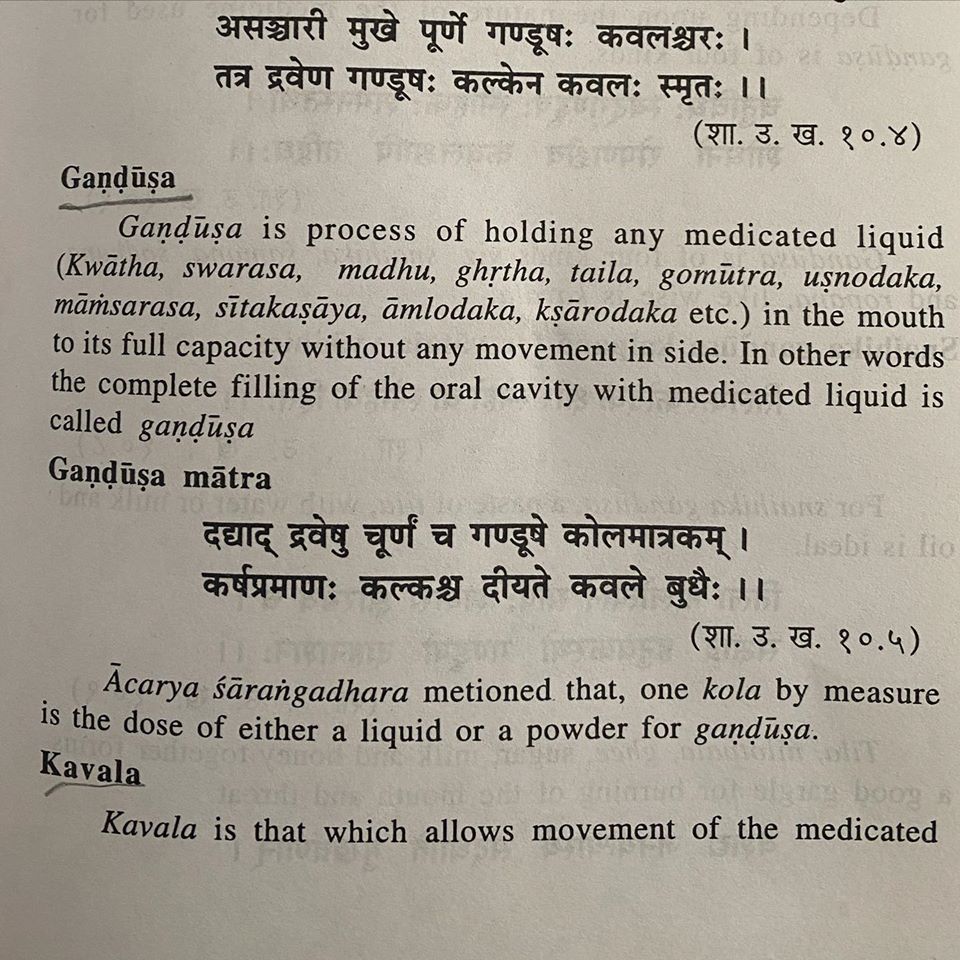 असञ्चारी मुखे पूर्णे गण्डूषः कवलश्चरः ।
तत्र द्रवेण गण्डूषः कल्केन कवलः स्मृतः ।।
(शा. उ. ख. १०.४)
Gaṇḍūṣa
Gaṇḍūṣa is process of holding any medicated liquid
(Kwātha, swarasa, madhu, ghṛtha, taila, gomūtra, uṣnodaka,
māṁsarasa, sītakaṣāya, āmlodaka, kṣārodaka etc.) in the mouth
to its full capacity without any movement in side. In other words
the complete filling of the oral cavity with medicated liquid is
called gaṇḍūṣa
Gaṇḍūṣa mātra
दद्याद् द्रवेषु चूर्णं च गण्डूषे कोलमात्रकम् ।
कर्षप्रमाणः कल्कश्च दीयते कवले बुधैः ।।
(शा. उ. ख. १०.५)
Ācarya śāraṅgadhara metioned that, one kola by measure
is the dose of either a liquid or a powder for gaṇḍūṣa.
Kavala
Kavala is that which allows movement of the medicated